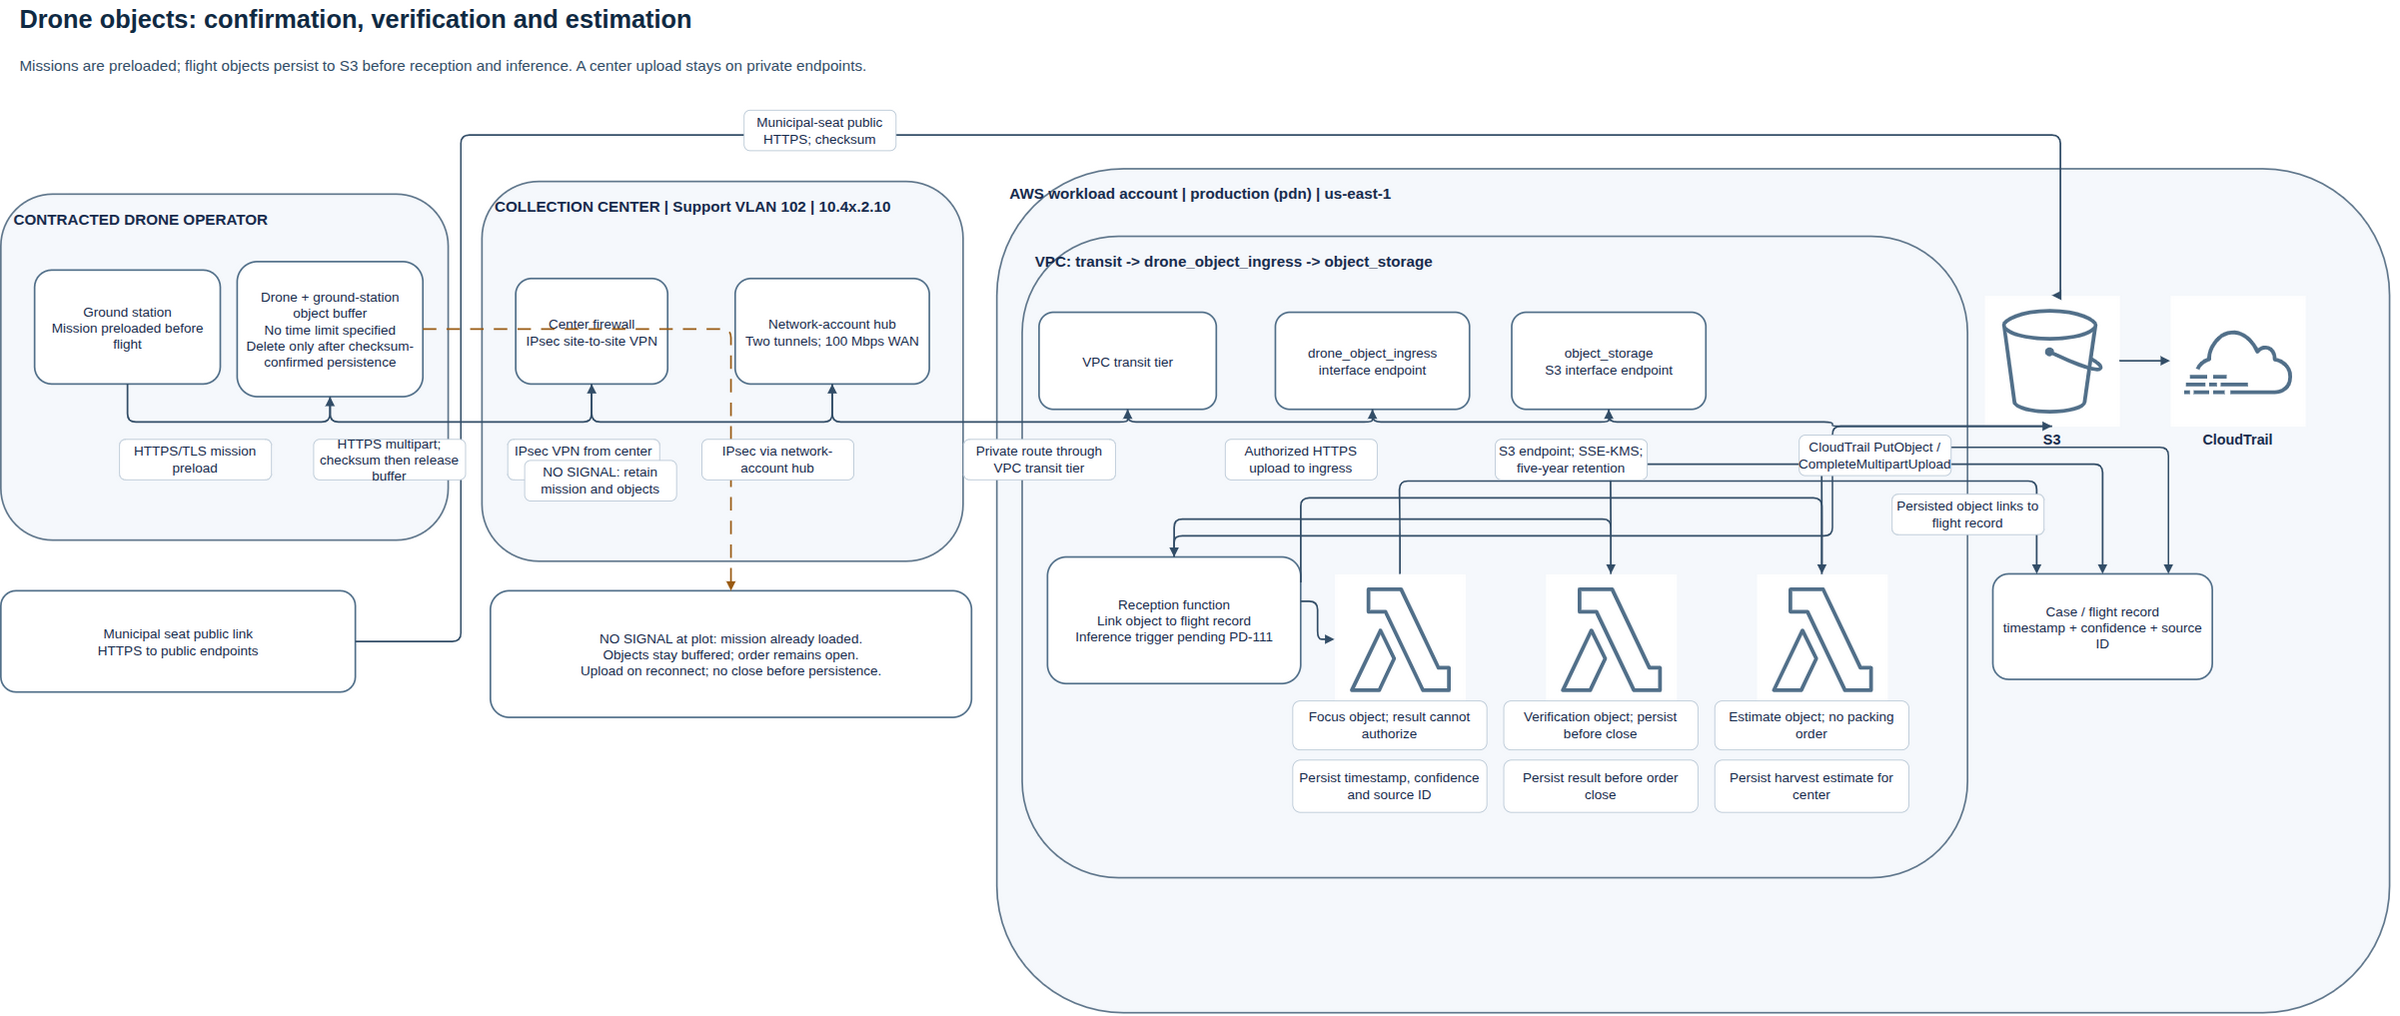 Drone objects: confirmation, verification and estimation
Missions are preloaded; flight objects persist to S3 before reception and inference. A center upload stays on private endpoints.
Municipal-seat public
HTTPS; checksum
CONTRACTED DRONE OPERATOR
COLLECTION CENTER | Support VLAN 102 | 10.4x.2.10
AWS workload account | production (pdn) | us-east-1
VPC: transit -> drone_object_ingress -> object_storage
Ground station
Mission preloaded before
flight
Drone + ground-station
object buffer
No time limit specified
Delete only after checksum-
confirmed persistence
Center firewall
IPsec site-to-site VPN
Network-account hub
Two tunnels; 100 Mbps WAN
VPC transit tier
drone_object_ingress
interface endpoint
object_storage
S3 interface endpoint
S3
CloudTrail
HTTPS/TLS mission
preload
HTTPS multipart;
checksum then release
buffer
IPsec VPN from center
NO SIGNAL: retain
mission and objects
IPsec via network-
account hub
Private route through
VPC transit tier
Authorized HTTPS
upload to ingress
S3 endpoint; SSE-KMS;
five-year retention
CloudTrail PutObject /
CompleteMultipartUpload
Persisted object links to
flight record
Municipal seat public link
HTTPS to public endpoints
NO SIGNAL at plot: mission already loaded.
Objects stay buffered; order remains open.
Upload on reconnect; no close before persistence.
Reception function
Link object to flight record
Inference trigger pending PD-111
Case / flight record
timestamp + confidence + source
ID
Focus object; result cannot
authorize
Verification object; persist
before close
Estimate object; no packing
order
Persist timestamp, confidence
and source ID
Persist result before order
close
Persist harvest estimate for
center